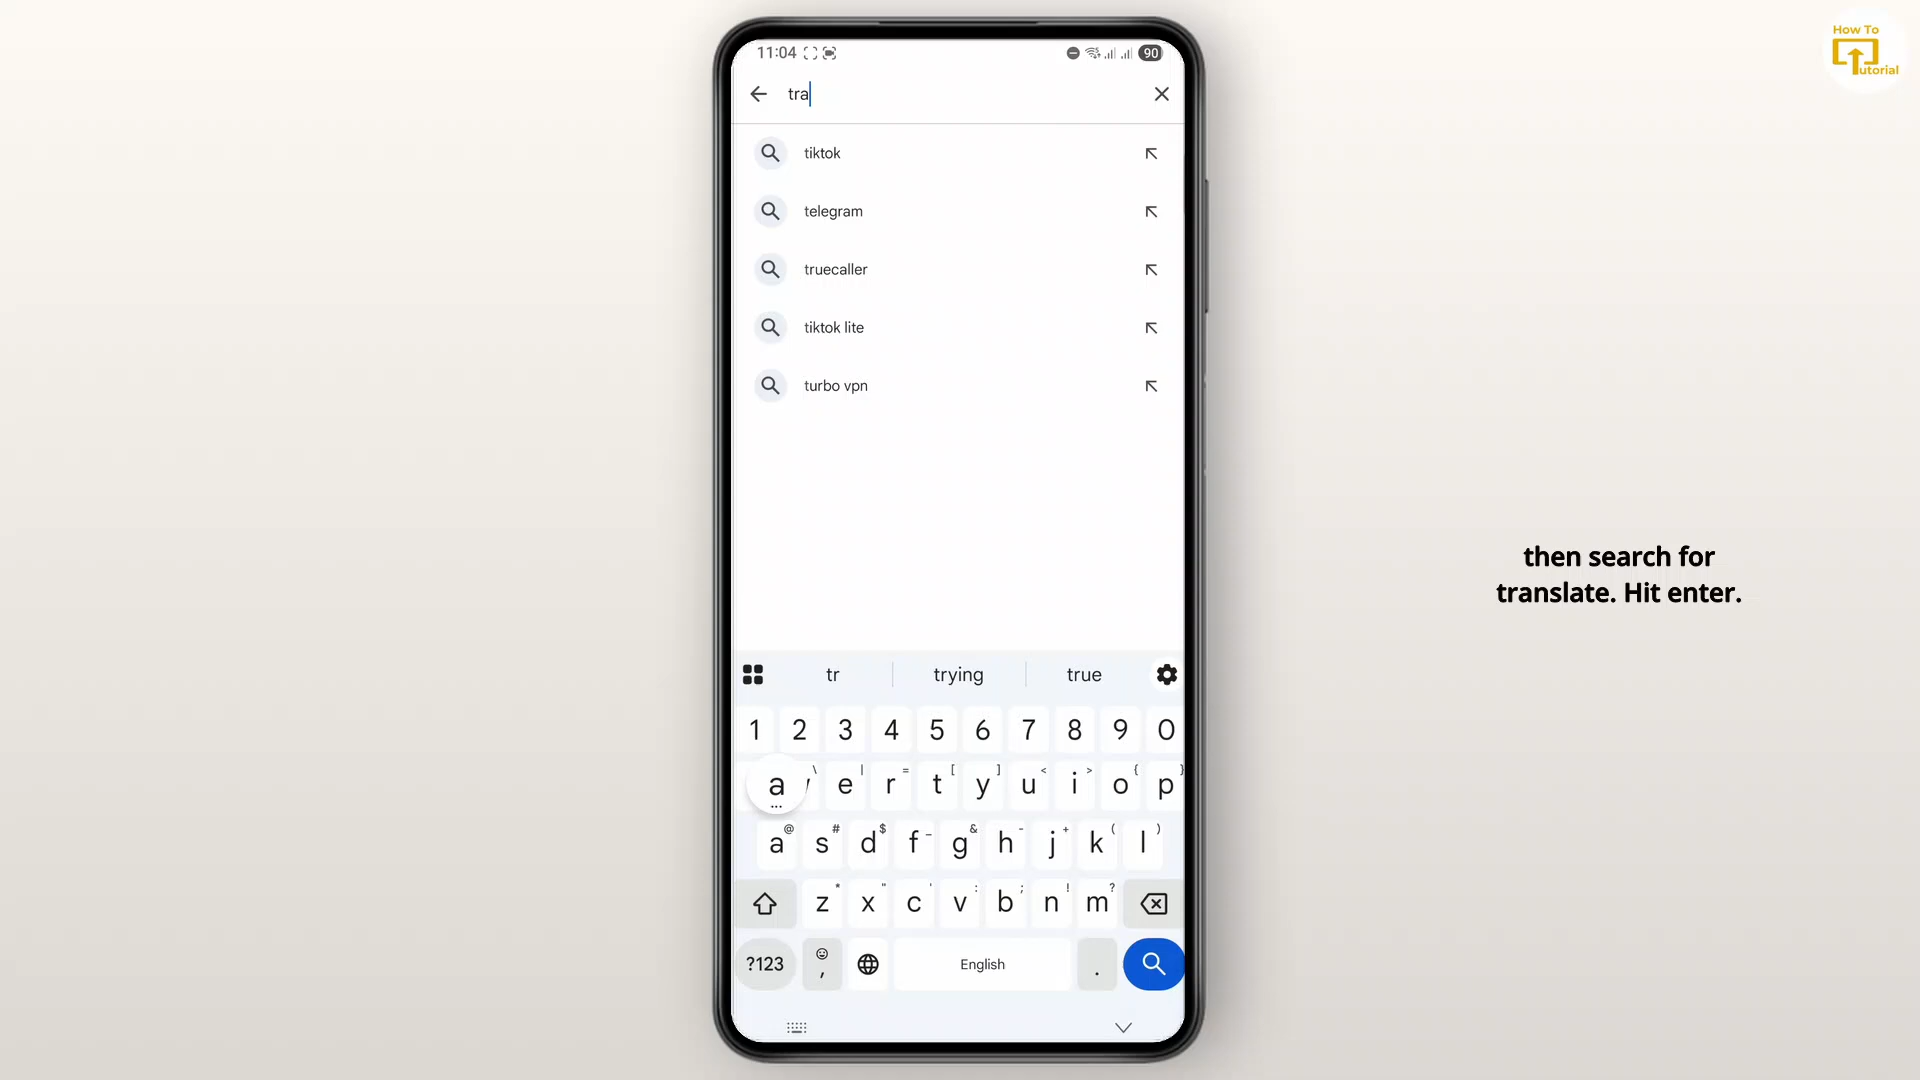 How To
utorial
11:04
90
tra
tiktok
telegram
truecaller
tiktok lite
turbo vpn
then search for
translate. Hit enter.
tr trying true
1 2 3 4 5 6 7 8 9 0
a \ e | r = t [ y ] u < i > o { p }
a @ s # d $ f _ g & h - j + k ( l )
z * x " c ' v : b ; n ! m ?
?123 , English .